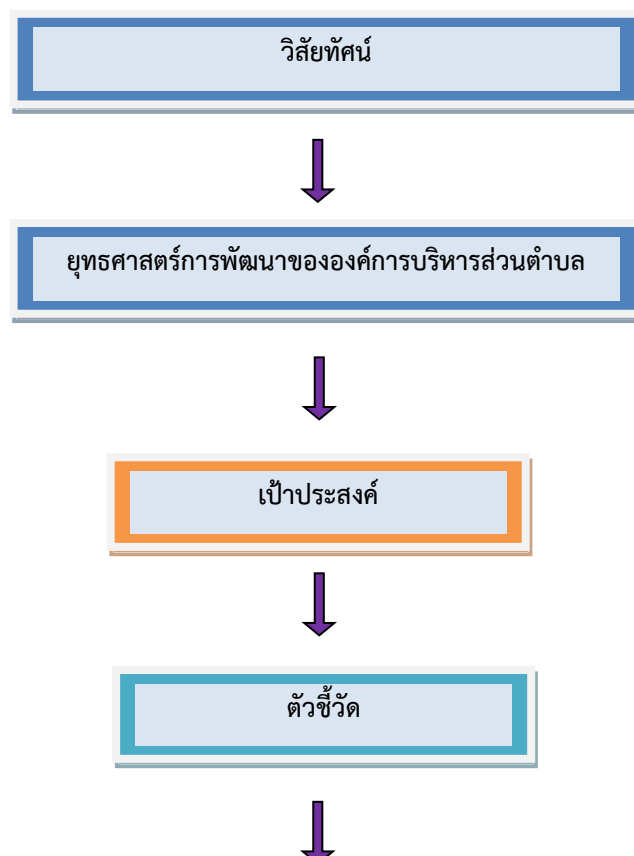 วิสัยทัศน์
ยุทธศาสตร์การพัฒนาขององค์การบริหารส่วนตำบล
เป้าประสงค์
ตัวชี้วัด